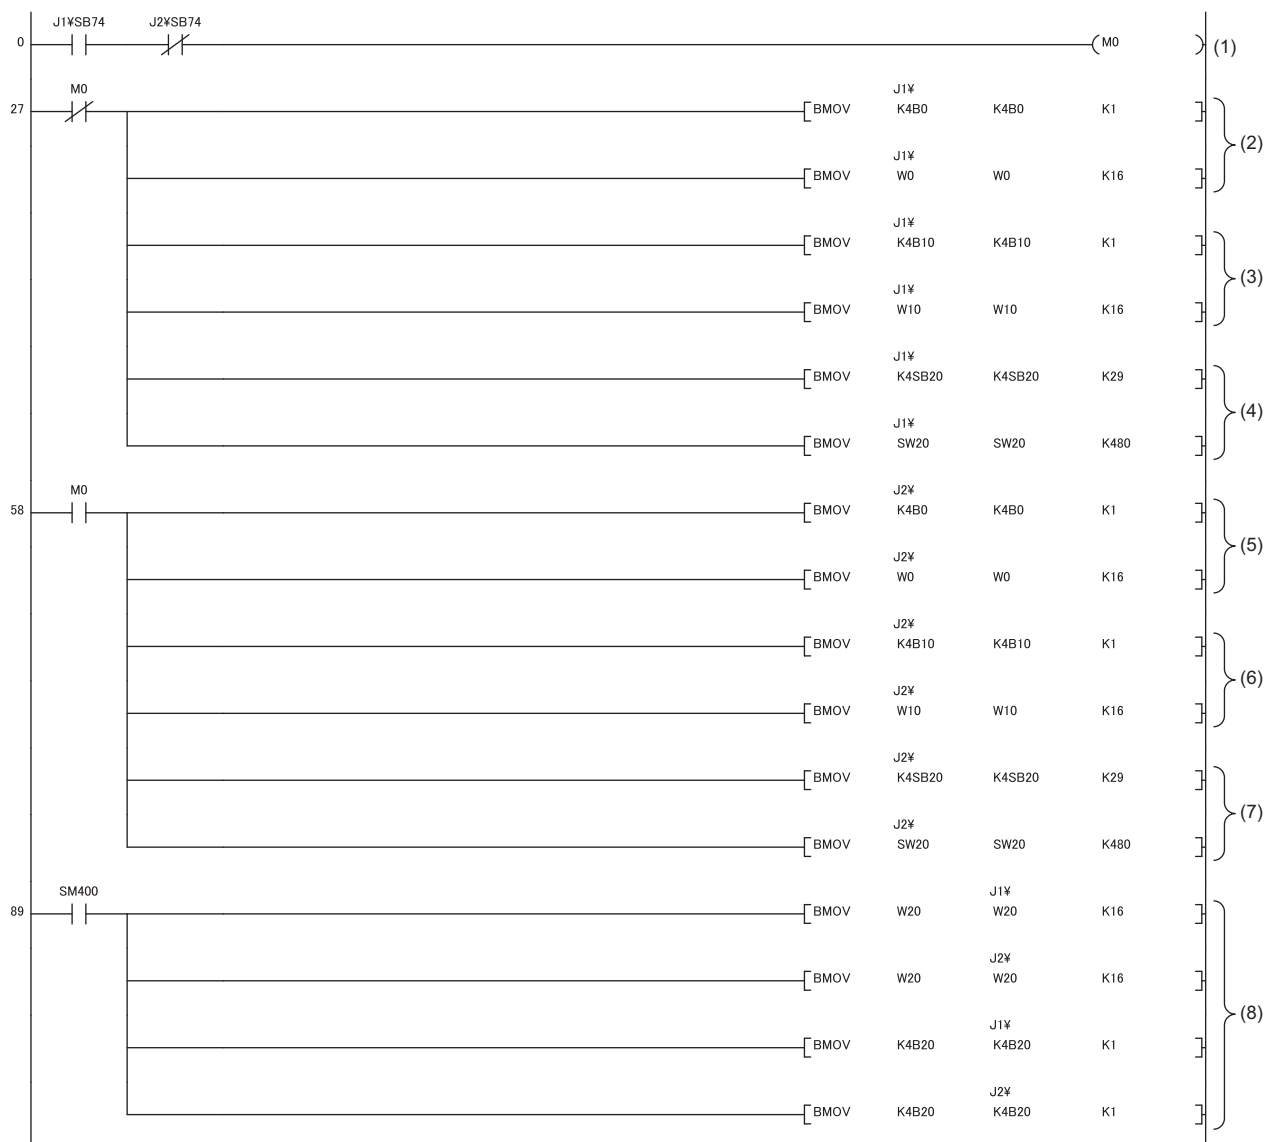 J1¥SB74 J2¥SB74
0 M0 (1)
M0 J1¥
27 BMOV K4B0 K4B0 K1
(2)
J1¥
BMOV W0 W0 K16
J1¥
BMOV K4B10 K4B10 K1
(3)
J1¥
BMOV W10 W10 K16
J1¥
BMOV K4SB20 K4SB20 K29
(4)
J1¥
BMOV SW20 SW20 K480
M0 J2¥
58 BMOV K4B0 K4B0 K1
(5)
J2¥
BMOV W0 W0 K16
J2¥
BMOV K4B10 K4B10 K1
(6)
J2¥
BMOV W10 W10 K16
J2¥
BMOV K4SB20 K4SB20 K29
(7)
J2¥
BMOV SW20 SW20 K480
SM400 J1¥
89 BMOV W20 W20 K16
J2¥
BMOV W20 W20 K16
(8)
J1¥
BMOV K4B20 K4B20 K1
J2¥
BMOV K4B20 K4B20 K1